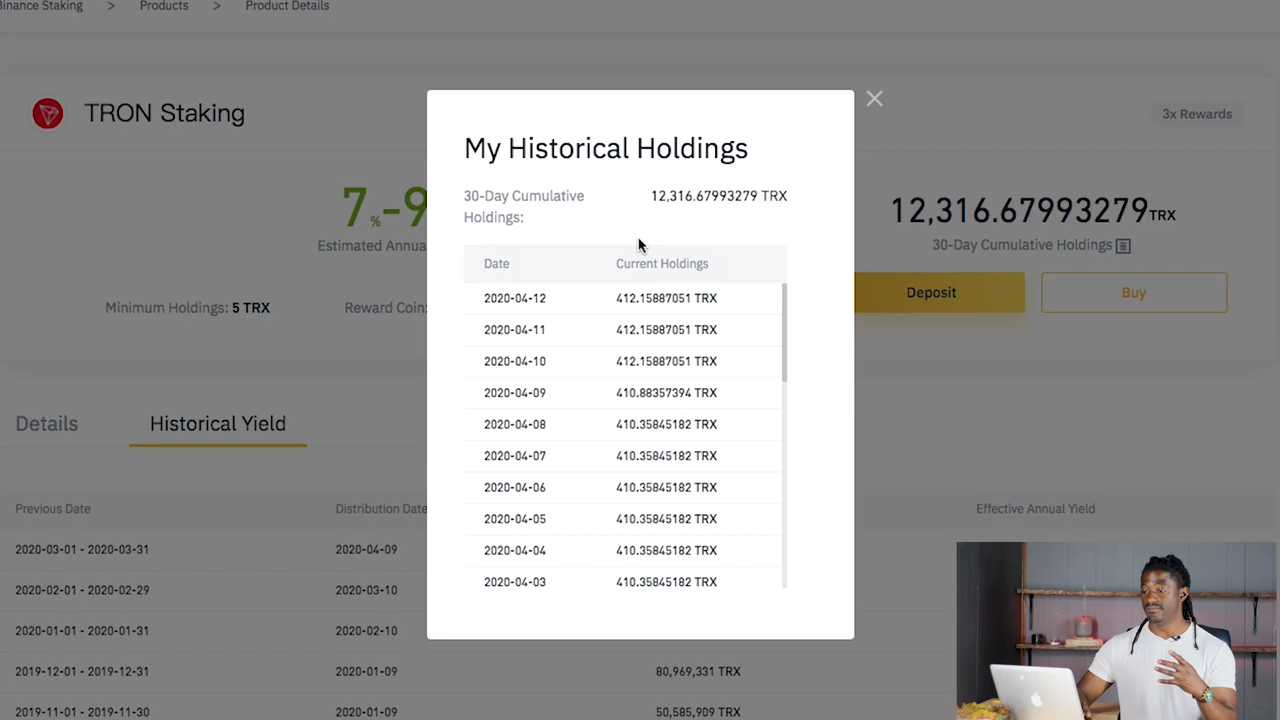 Binance Staking > Products > Product Details
TRON Staking
3x Rewards
7%-9
Estimated Annua
Minimum Holdings: 5 TRX
Reward Coin:
12,316.67993279 TRX
30-Day Cumulative Holdings
Deposit
Buy
My Historical Holdings
30-Day Cumulative
Holdings:
12,316.67993279 TRX
Date Current Holdings
2020-04-12 412.15887051 TRX
2020-04-11 412.15887051 TRX
2020-04-10 412.15887051 TRX
2020-04-09 410.88357394 TRX
2020-04-08 410.35845182 TRX
2020-04-07 410.35845182 TRX
2020-04-06 410.35845182 TRX
2020-04-05 410.35845182 TRX
2020-04-04 410.35845182 TRX
2020-04-03 410.35845182 TRX
Details Historical Yield
Previous Date Distribution Date Effective Annual Yield
2020-03-01 - 2020-03-31 2020-04-09
2020-02-01 - 2020-02-29 2020-03-10
2020-01-01 - 2020-01-31 2020-02-10
2019-12-01 - 2019-12-31 2020-01-09 80,969,331 TRX
2019-11-01 - 2019-11-30 2020-01-09 50,585,909 TRX